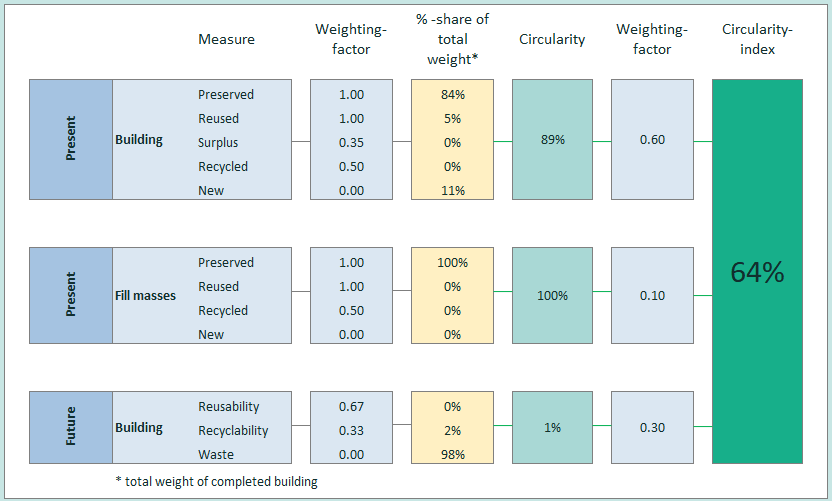 Measure Weighting-factor % -share of total weight* Circularity Weighting-factor Circularity-index
Present Building
Preserved 1.00 84%
Reused 1.00 5%
Surplus 0.35 0% 89% 0.60
Recycled 0.50 0%
New 0.00 11%
Present Fill masses
Preserved 1.00 100%
Reused 1.00 0% 100% 0.10
Recycled 0.50 0%
New 0.00 0%
64%
Future Building
Reusability 0.67 0%
Recyclability 0.33 2% 1% 0.30
Waste 0.00 98%
* total weight of completed building